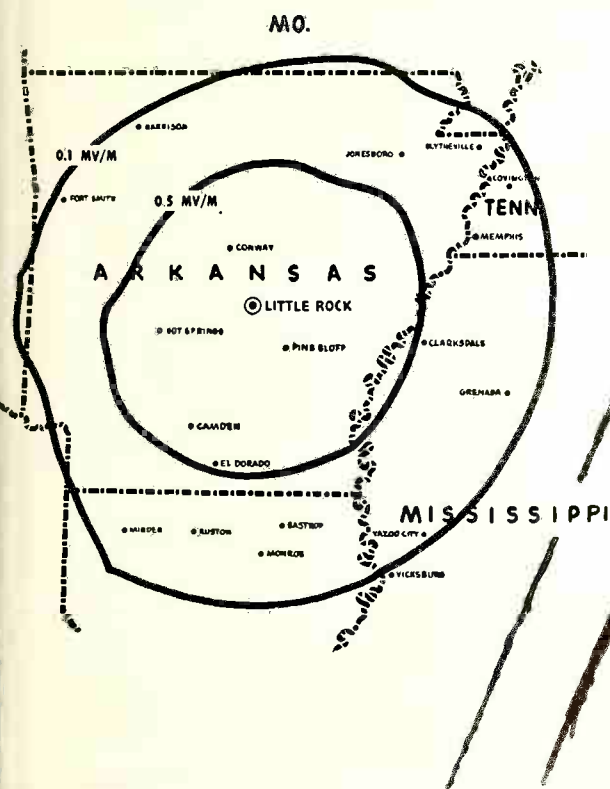 MO.
HARRISON
0.1 MV/M
JONESBORO
BLYTHEVILLE
COVINGTON
FORT SMITH
0.5 MV/M
TENN
MEMPHIS
CONWAY
ARKANSAS
LITTLE ROCK
HOT SPRINGS
PINE BLUFF
CLARKSDALE
GRENADA
CAMDEN
EL DORADO
MISSISSIPPI
MINDEN
RUSTON
BASTROP
YAZOO CITY
MONROE
VICKSBURG